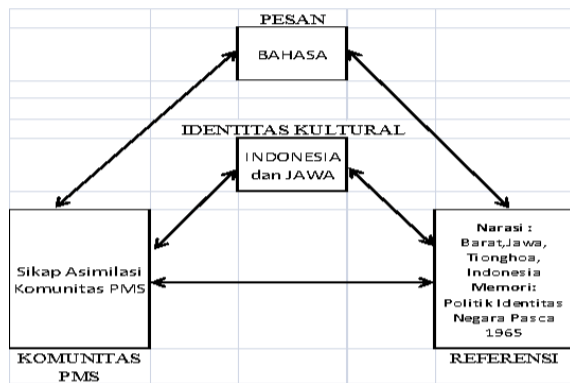 PESAN
BAHASA
IDENTITAS KULTURAL
INDONESIA
dan JAWA
Sikap Asimilasi
Komunitas PMS
KOMUNITAS
PMS
Narasi :
Barat,Jawa,
Tionghoa,
Indonesia
Memori:
Politik Identitas
Negara Pasca
1965
REFERENSI